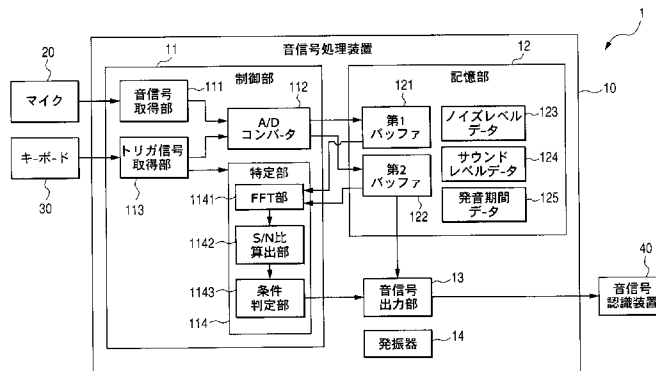 1
11
音信号処理装置
12
10
20
マイク
制御部
111
音信号
取得部
112
A/D
コンバータ
記憶部
121
第1
バッファ
ノイズレベル
データ
123
キーボード
30
トリガ信号
取得部
113
第2
バッファ
122
サウンド
レベルデータ
124
発音期間
データ
125
特定部
1141
FFT部
1142
S/N比
算出部
1143
条件
判定部
114
13
音信号
出力部
14
発振器
40
音信号
認識装置